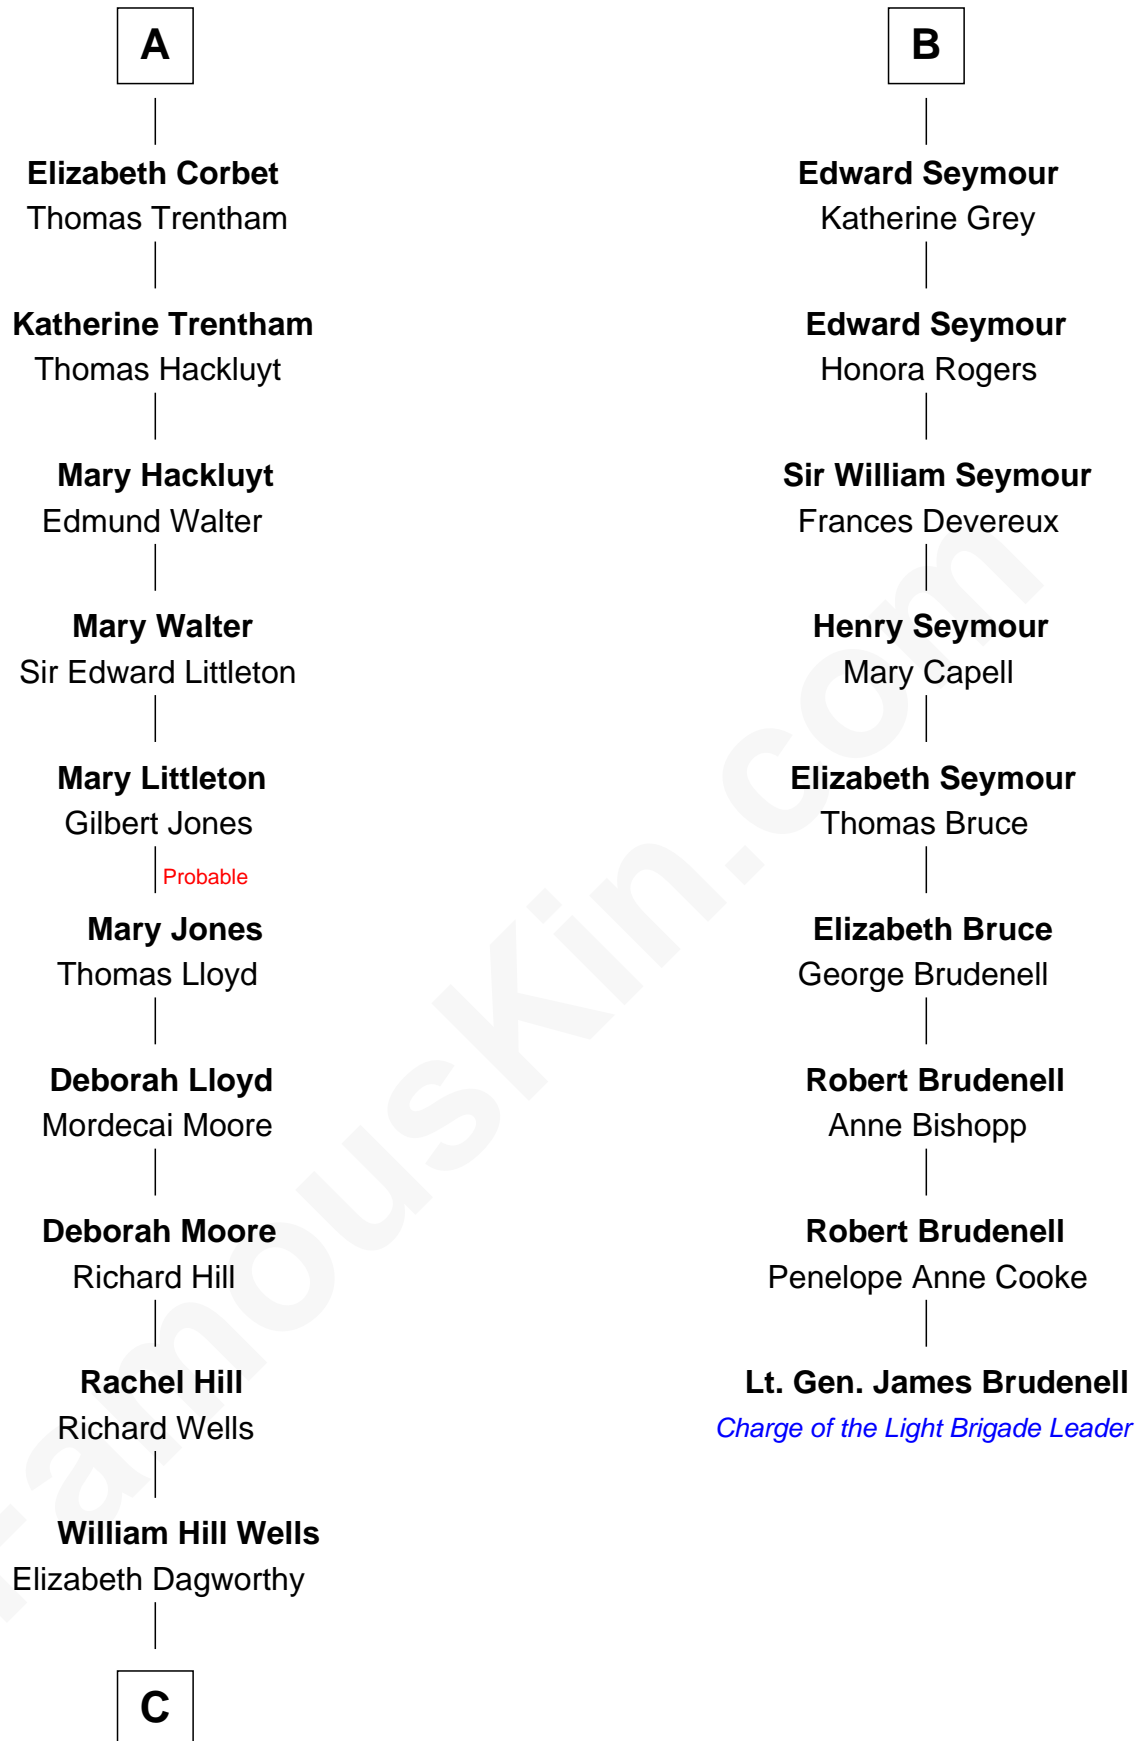 A
Elizabeth Corbet
Thomas Trentham
Katherine Trentham
Thomas Hackluyt
Mary Hackluyt
Edmund Walter
Mary Walter
Sir Edward Littleton
Mary Littleton
Gilbert Jones
Probable
Mary Jones
Thomas Lloyd
Deborah Lloyd
Mordecai Moore
Deborah Moore
Richard Hill
Rachel Hill
Richard Wells
William Hill Wells
Elizabeth Dagworthy
C
B
Edward Seymour
Katherine Grey
Edward Seymour
Honora Rogers
Sir William Seymour
Frances Devereux
Henry Seymour
Mary Capell
Elizabeth Seymour
Thomas Bruce
Elizabeth Bruce
George Brudenell
Robert Brudenell
Anne Bishopp
Robert Brudenell
Penelope Anne Cooke
Lt. Gen. James Brudenell
Charge of the Light Brigade Leader
FamousKin.com